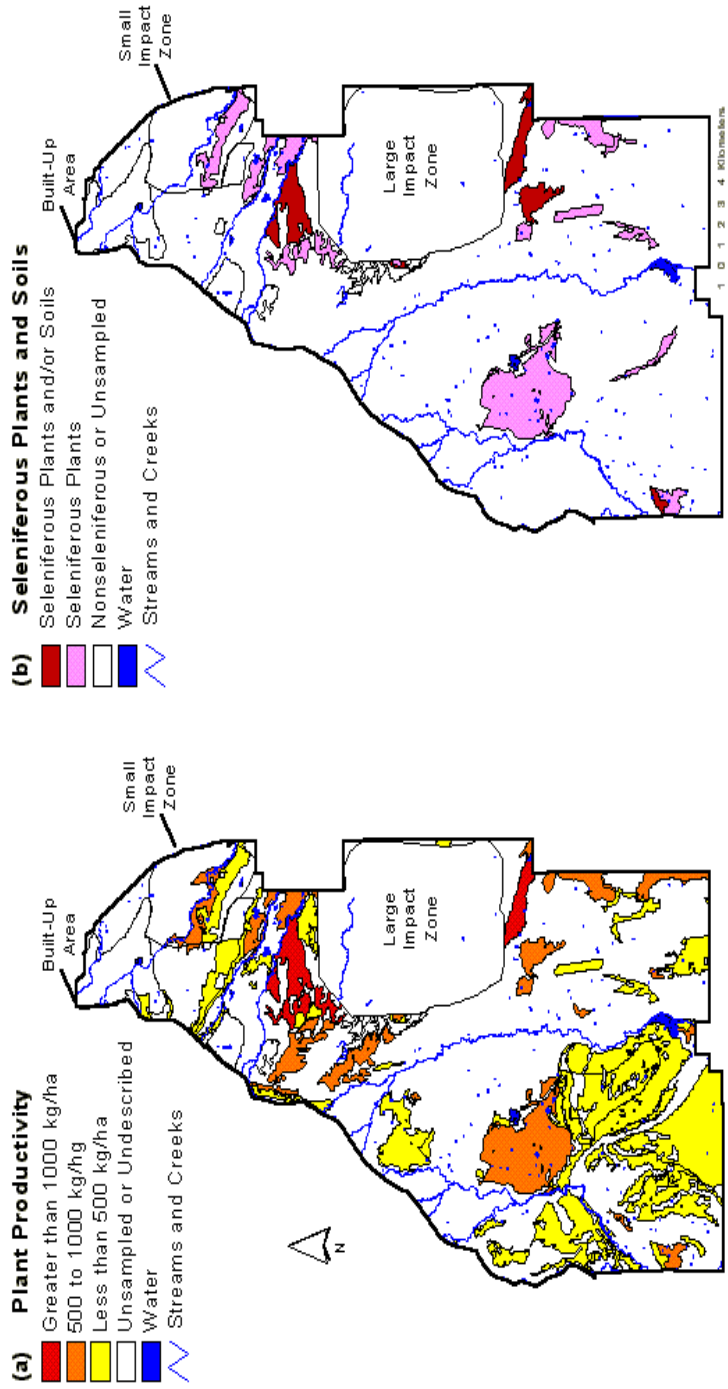 (a) Plant Productivity
Greater than 1000 kg/ha
500 to 1000 kg/hg
Less than 500 kg/ha
Unsampled or Undescribed
Water
Streams and Creeks
N
Built-Up
Area
Small
Impact
Zone
Large
Impact
Zone
(b) Seleniferous Plants and Soils
Seleniferous Plants and/or Soils
Seleniferous Plants
Nonseleniferous or Unsampled
Water
Streams and Creeks
Built-Up
Area
Small
Impact
Zone
Large
Impact
Zone
1 0 1 2 3 4 Kilometers